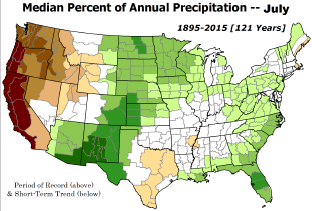 Median Percent of Annual Precipitation -- July
1895-2015 [121 Years]
Period of Record (above)
& Short-Term Trend (below)